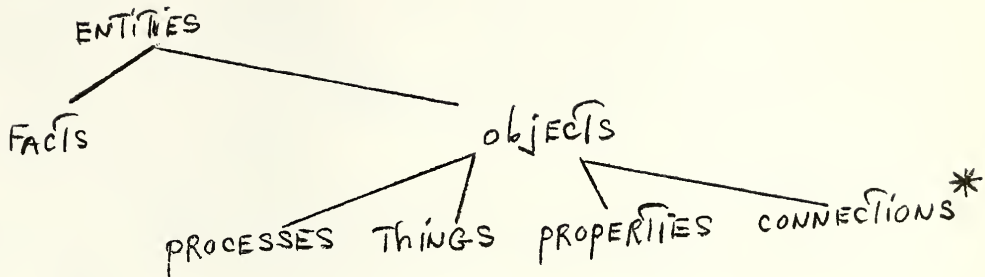 ENTITIES
FACTS
objECTS
PROCESSES ThiNGS PROPERTIES CONNECTIONS*